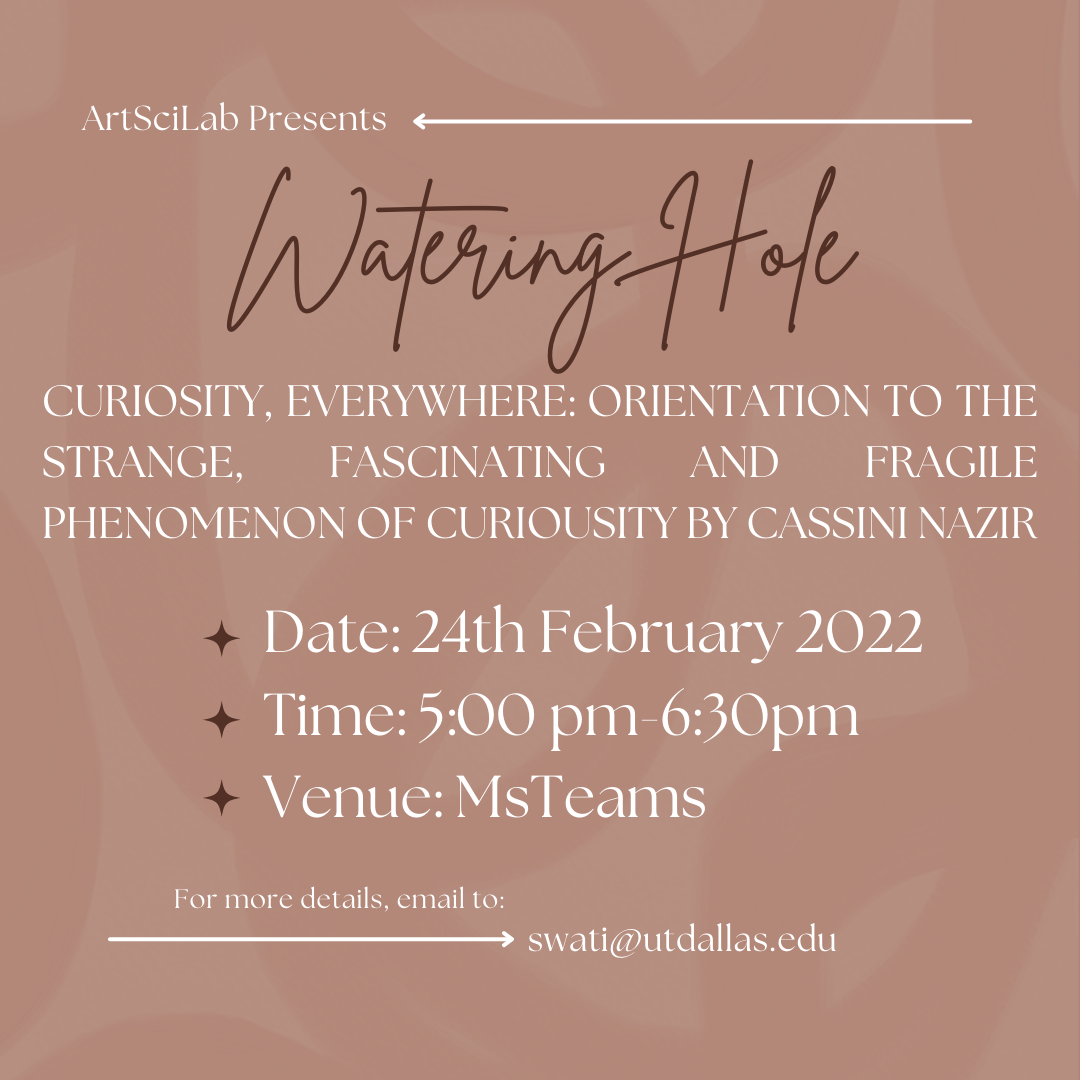 ArtSciLab Presents
Watering Hole
CURIOSITY, EVERYWHERE: ORIENTATION TO THE
STRANGE, FASCINATING AND FRAGILE
PHENOMENON OF CURIOUSITY BY CASSINI NAZIR
Date: 24th February 2022
Time: 5:00 pm-6:30pm
Venue: MsTeams
For more details, email to:
swati@utdallas.edu